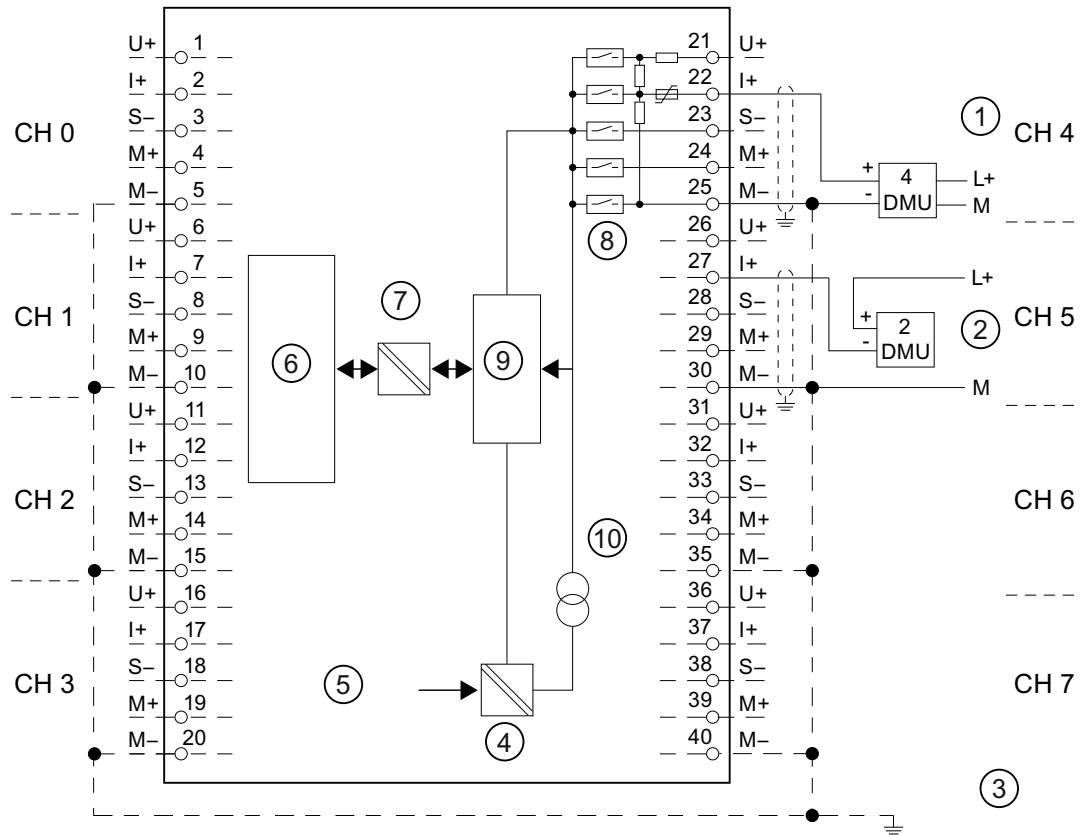 U+ 1 21 U+
I+ 2 22 I+
S– 3 23 S–
CH 0 1 CH 4
M+ 4 24 M+
+ 4 L+
M– 5 25 M– - DMU M
U+ 6 8 26 U+
I+ 7 27 I+ L+
7
S– 8 28 S–
CH 1 + 2 2 CH 5
M+ 9 29 M+ - DMU
6 9
M– 10 30 M– M
U+ 11 31 U+
I+ 12 32 I+
CH 2 S– 13 33 S– CH 6
M+ 14 34 M+
10
M– 15 35 M–
U+ 16 36 U+
I+ 17 37 I+
CH 3 S– 18 5 38 S– CH 7
M+ 19 39 M+
M– 20 4 40 M–
3